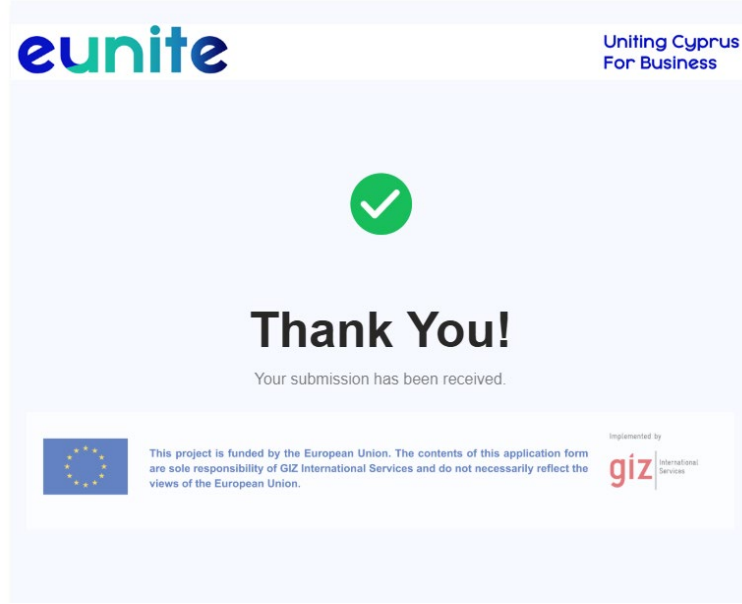 eunite
Uniting Cyprus
For Business
Thank You!
Your submission has been received.
This project is funded by the European Union. The contents of this application form
are sole responsibility of GIZ International Services and do not necessarily reflect the
views of the European Union.
Implemented by
giz International
Services